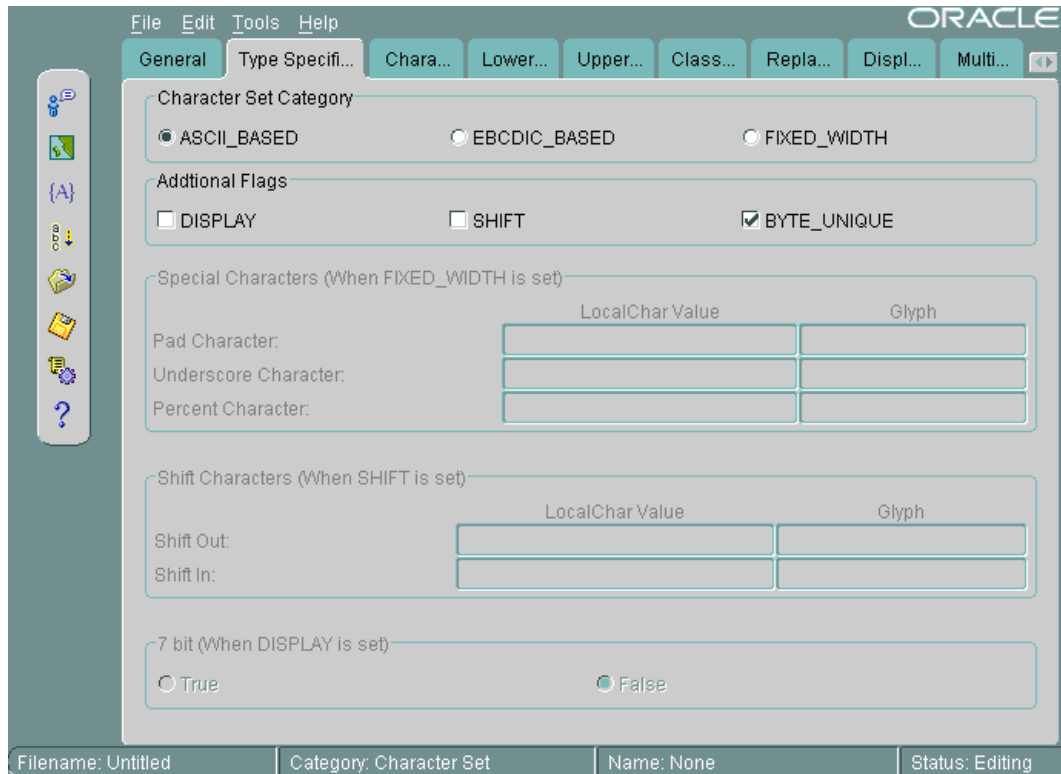 File Edit Tools Help
ORACLE
General Type Specifi... Chara... Lower... Upper... Class... Repla... Displ... Multi...
Character Set Category
ASCII_BASED EBCDIC_BASED FIXED_WIDTH
Addtional Flags
DISPLAY SHIFT BYTE_UNIQUE
{A}
a
b
c
?
Special Characters (When FIXED_WIDTH is set)
LocalChar Value Glyph
Pad Character:
Underscore Character:
Percent Character:
Shift Characters (When SHIFT is set)
LocalChar Value Glyph
Shift Out:
Shift In:
7 bit (When DISPLAY is set)
True False
Filename: Untitled Category: Character Set Name: None Status: Editing